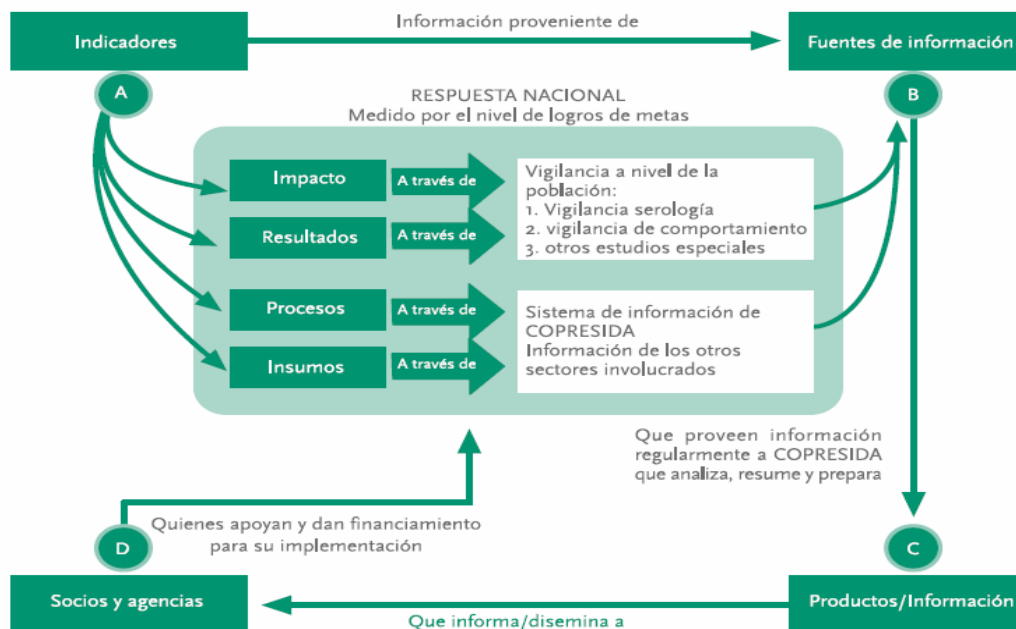 Información proveniente de
Indicadores
Fuentes de información
A
B
RESPUESTA NACIONAL
Medido por el nivel de logros de metas
Impacto
A través de
Resultados
A través de
Vigilancia a nivel de la
población:
1. Vigilancia serología
2. vigilancia de comportamiento
3. otros estudios especiales
Procesos
A través de
Insumos
A través de
Sistema de información de
COPRESIDA
Información de los otros
sectores involucrados
Que proveen información
regularmente a COPRESIDA
que analiza, resume y prepara
Quienes apoyan y dan financiamiento
para su implementación
D
C
Socios y agencias
Productos/Información
Que informa/disemina a